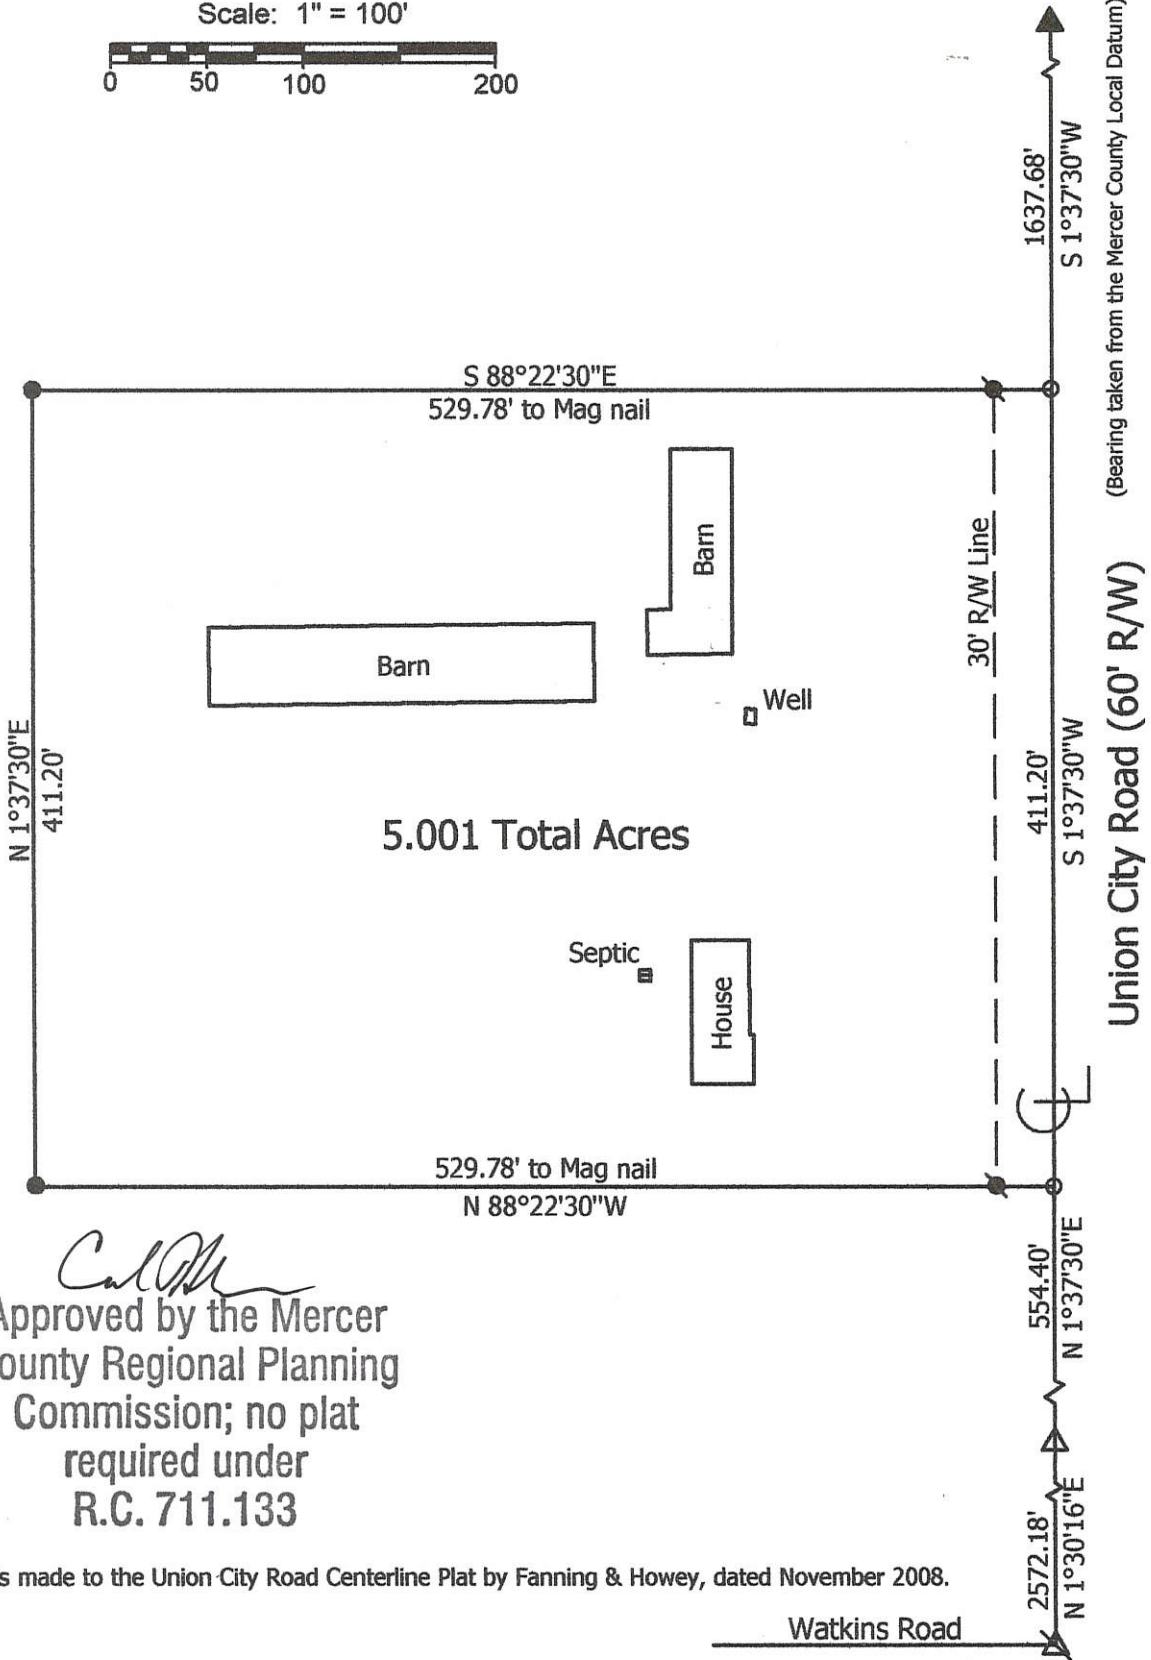 Scale: 1" = 100'
0 50 100 200
1637.68'
S 1°37'30"W
(Bearing taken from the Mercer County Local Datum)
S 88°22'30"E
529.78' to Mag nail
Barn
30' R/W Line
Barn
Well
N 1°37'30"E
411.20'
411.20'
S 1°37'30"W
Union City Road (60' R/W)
5.001 Total Acres
Septic
House
529.78' to Mag nail
N 88°22'30"W
554.40'
N 1°37'30"E
Approved by the Mercer
ounty Regional Planning
Commission; no plat
required under
R.C. 711.133
2572.18'
N 1°30'16"E
s made to the Union City Road Centerline Plat by Fanning & Howey, dated November 2008.
Watkins Road